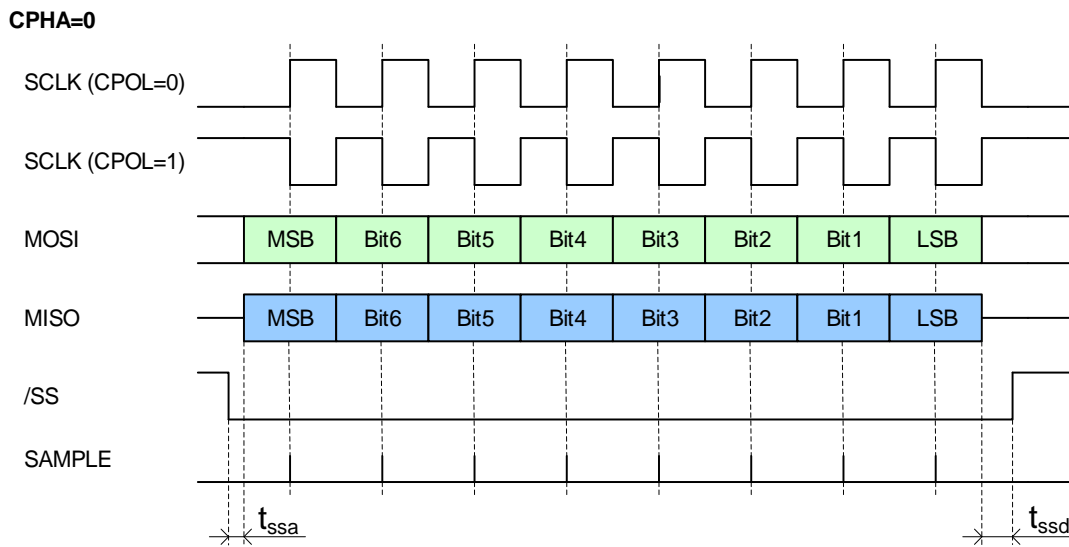 CPHA=0
SCLK (CPOL=0)
SCLK (CPOL=1)
MOSI MSB Bit6 Bit5 Bit4 Bit3 Bit2 Bit1 LSB
MISO MSB Bit6 Bit5 Bit4 Bit3 Bit2 Bit1 LSB
/SS
SAMPLE
tssa tssd